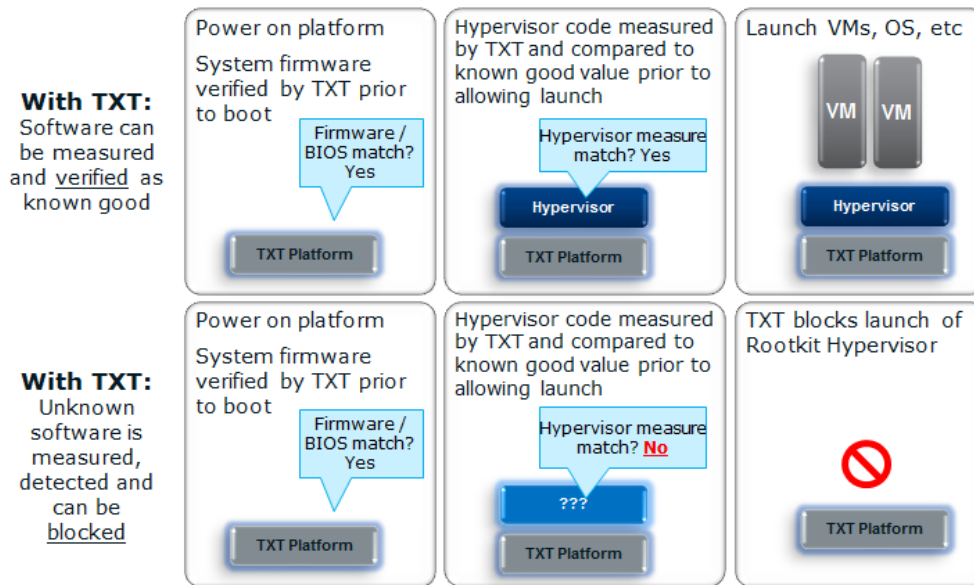 With TXT:
Software can
be measured
and verified as
known good
Power on platform
System firmware
verified by TXT prior
to boot
Firmware /
BIOS match?
Yes
TXT Platform
Hypervisor code measured
by TXT and compared to
known good value prior to
allowing launch
Hypervisor measure
match? Yes
Hypervisor
TXT Platform
Launch VMs, OS, etc
VM
VM
Hypervisor
TXT Platform
With TXT:
Unknown
software is
measured,
detected and
can be
blocked
Power on platform
System firmware
verified by TXT prior
to boot
Firmware /
BIOS match?
Yes
TXT Platform
Hypervisor code measured
by TXT and compared to
known good value prior to
allowing launch
Hypervisor measure
match? No
???
TXT Platform
TXT blocks launch of
Rootkit Hypervisor
TXT Platform